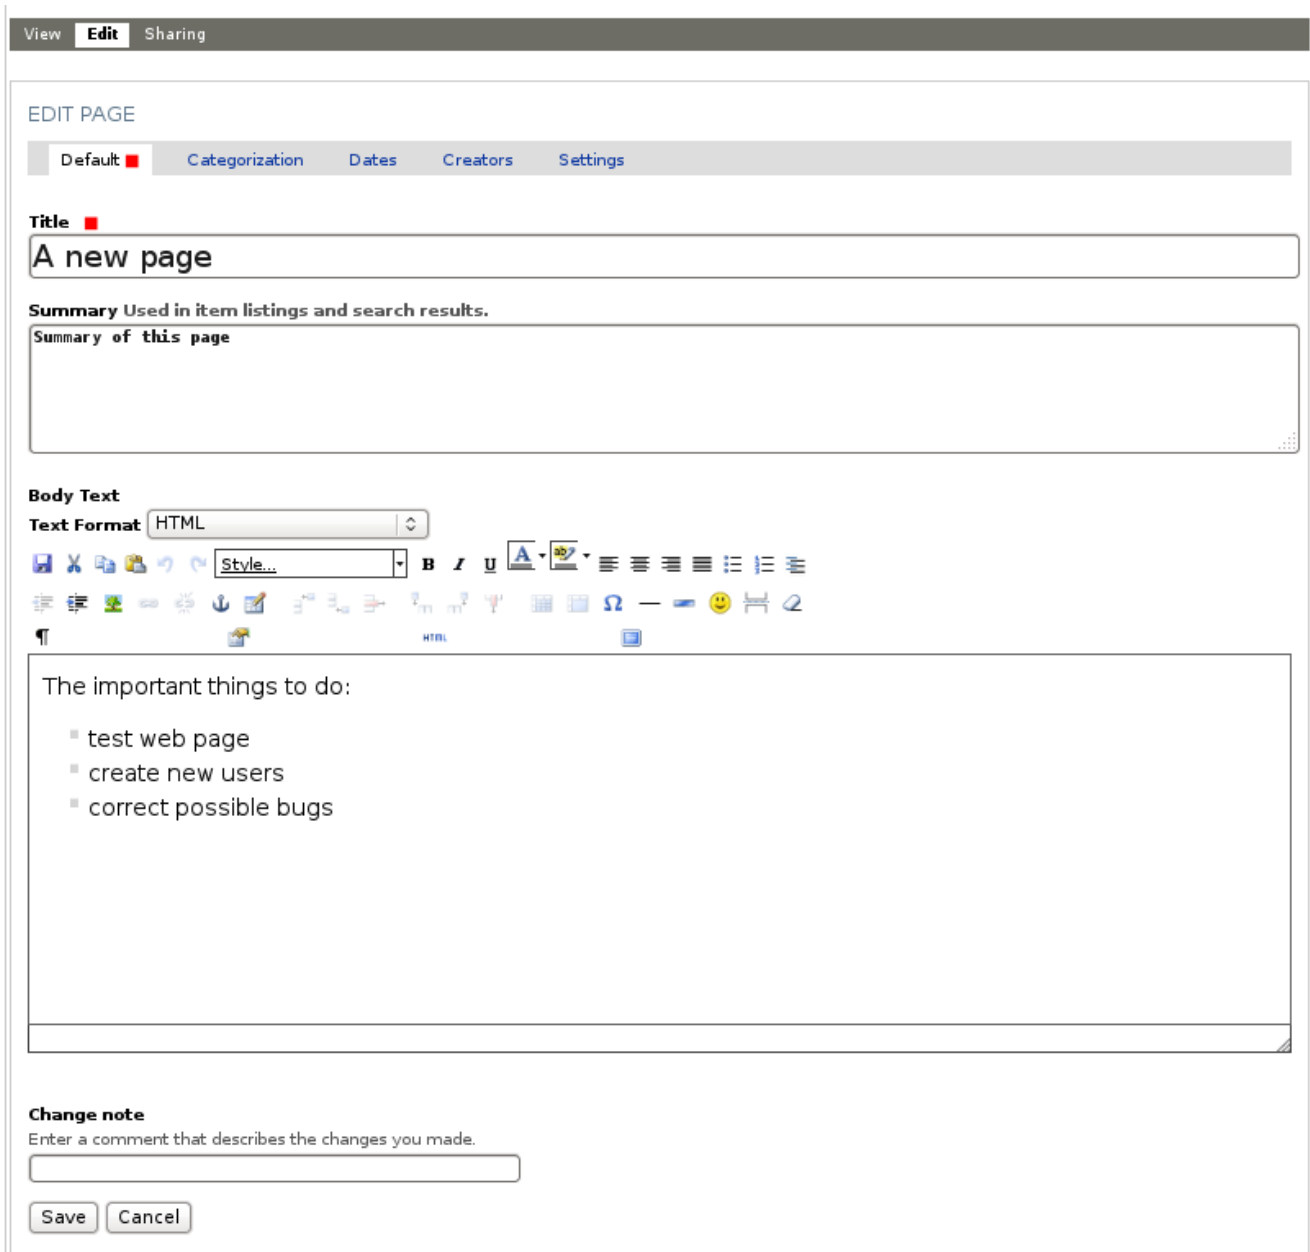 View Edit Sharing
EDIT PAGE
Default Categorization Dates Creators Settings
Title
A new page
Summary Used in item listings and search results.
Summary of this page
Body Text
Text Format HTML
Style... B I U A ab
Ω
¶ HTML
The important things to do:
test web page
create new users
correct possible bugs
Change note
Enter a comment that describes the changes you made.
Save Cancel